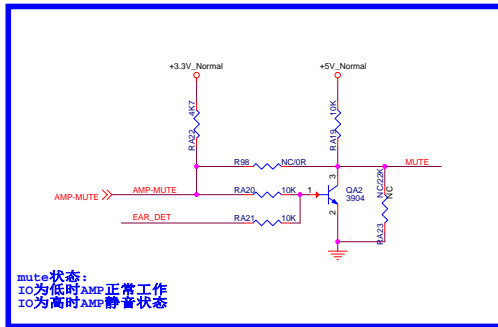 +3.3V_Normal
+5V_Normal
RA22
4K7
RA19
10K
R98
NC/0R
MUTE
AMP-MUTE
AMP-MUTE
RA20
10K
1
3
QA2
3904
2
NC/22K
NC
RA23
EAR_DET
RA21
10K
mute状态:
IO为低时AMP正常工作
IO为高时AMP静音状态